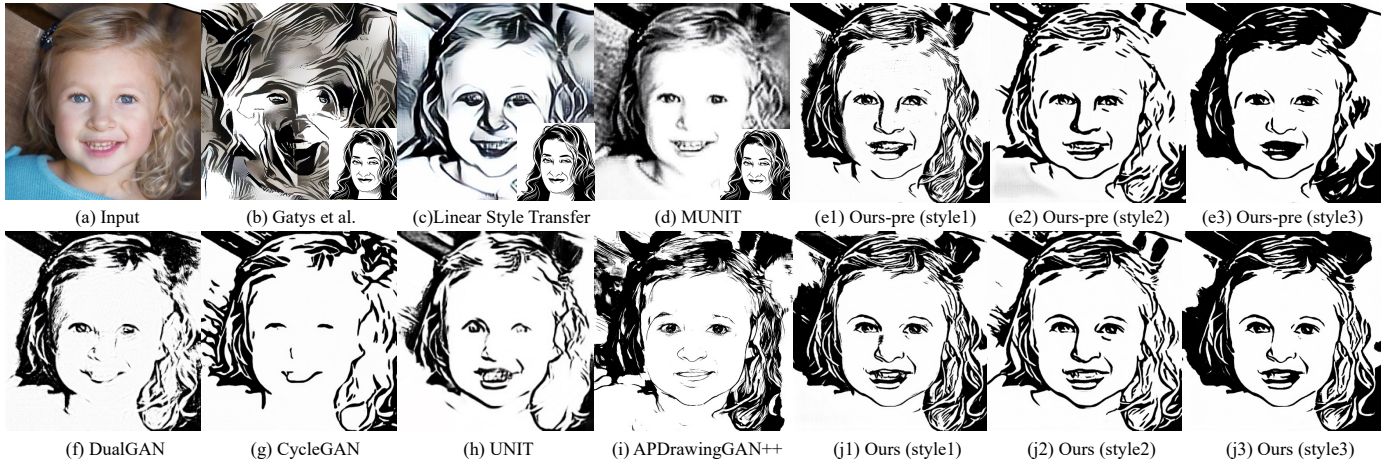 (a) Input
(b) Gatys et al.
(c)Linear Style Transfer
(d) MUNIT
(e1) Ours-pre (style1)
(e2) Ours-pre (style2)
(e3) Ours-pre (style3)
(f) DualGAN
(g) CycleGAN
(h) UNIT
(i) APDrawingGAN++
(j1) Ours (style1)
(j2) Ours (style2)
(j3) Ours (style3)